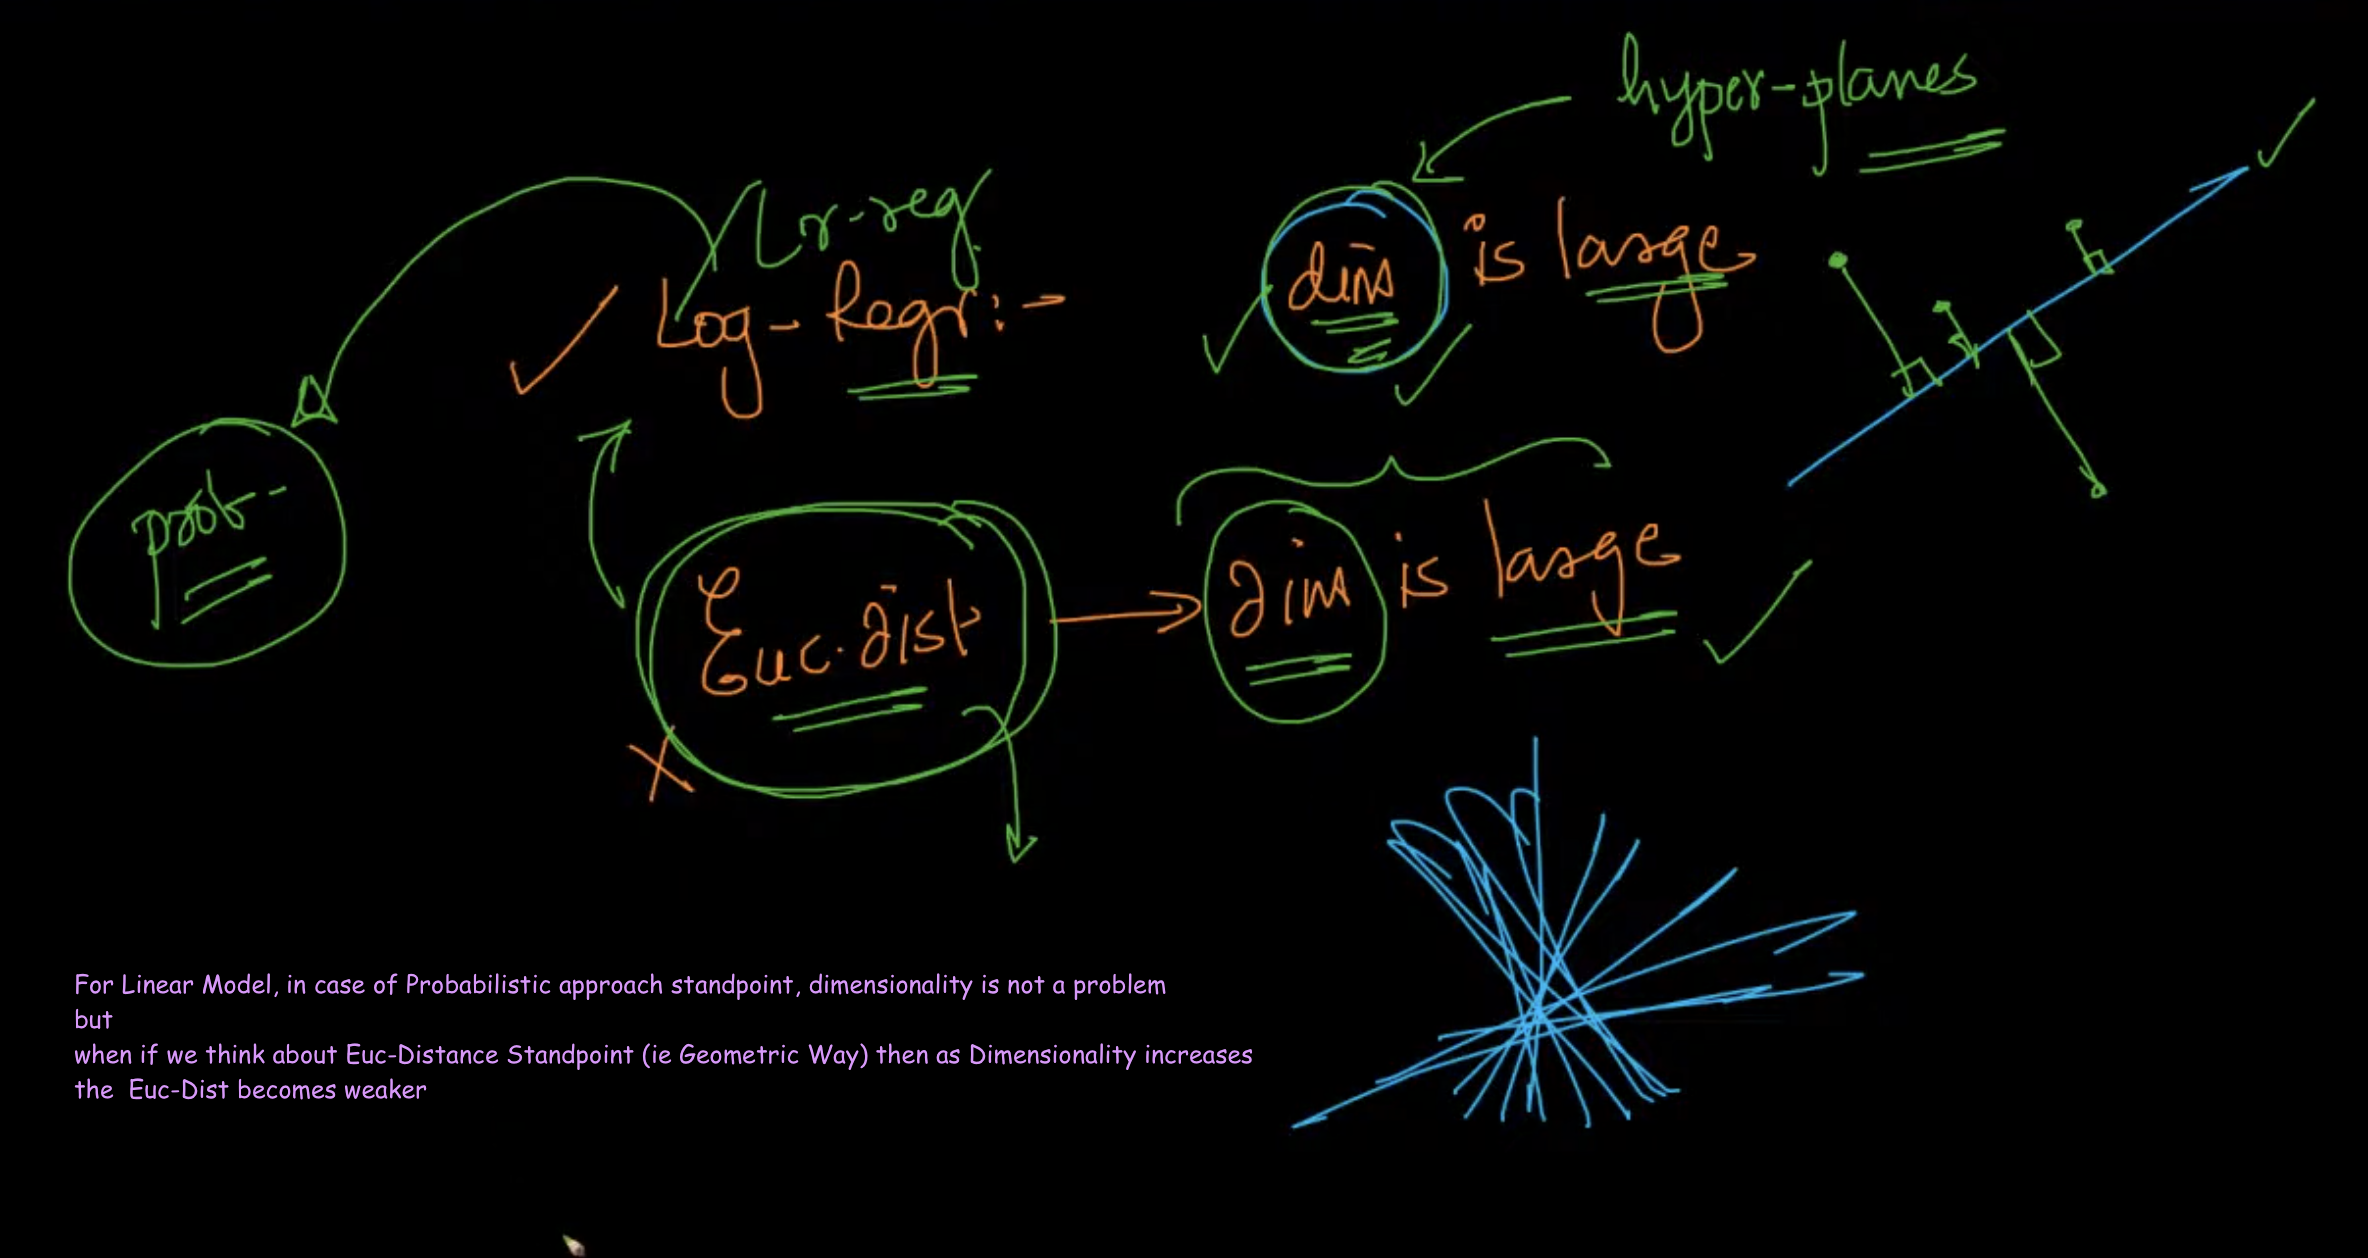 hyper-planes
Lr-reg
Log-Regr:-
dim is large
prob-
Euc.dist
dim is large
For Linear Model, in case of Probabilistic approach standpoint, dimensionality is not a problem
but
when if we think about Euc-Distance Standpoint (ie Geometric Way) then as Dimensionality increases
the Euc-Dist becomes weaker